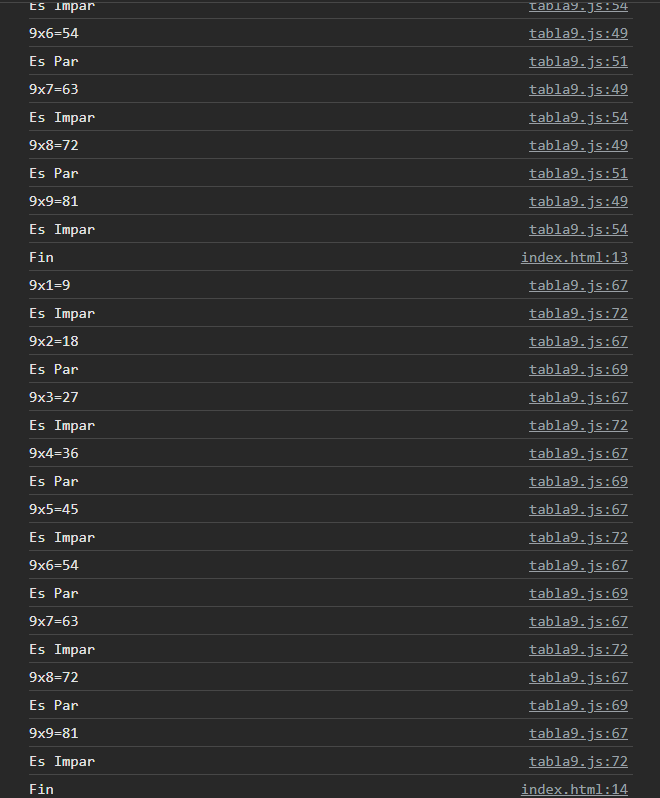 Es Impar tabla9.js:54
9x6=54 tabla9.js:49
Es Par tabla9.js:51
9x7=63 tabla9.js:49
Es Impar tabla9.js:54
9x8=72 tabla9.js:49
Es Par tabla9.js:51
9x9=81 tabla9.js:49
Es Impar tabla9.js:54
Fin index.html:13
9x1=9 tabla9.js:67
Es Impar tabla9.js:72
9x2=18 tabla9.js:67
Es Par tabla9.js:69
9x3=27 tabla9.js:67
Es Impar tabla9.js:72
9x4=36 tabla9.js:67
Es Par tabla9.js:69
9x5=45 tabla9.js:67
Es Impar tabla9.js:72
9x6=54 tabla9.js:67
Es Par tabla9.js:69
9x7=63 tabla9.js:67
Es Impar tabla9.js:72
9x8=72 tabla9.js:67
Es Par tabla9.js:69
9x9=81 tabla9.js:67
Es Impar tabla9.js:72
Fin index.html:14